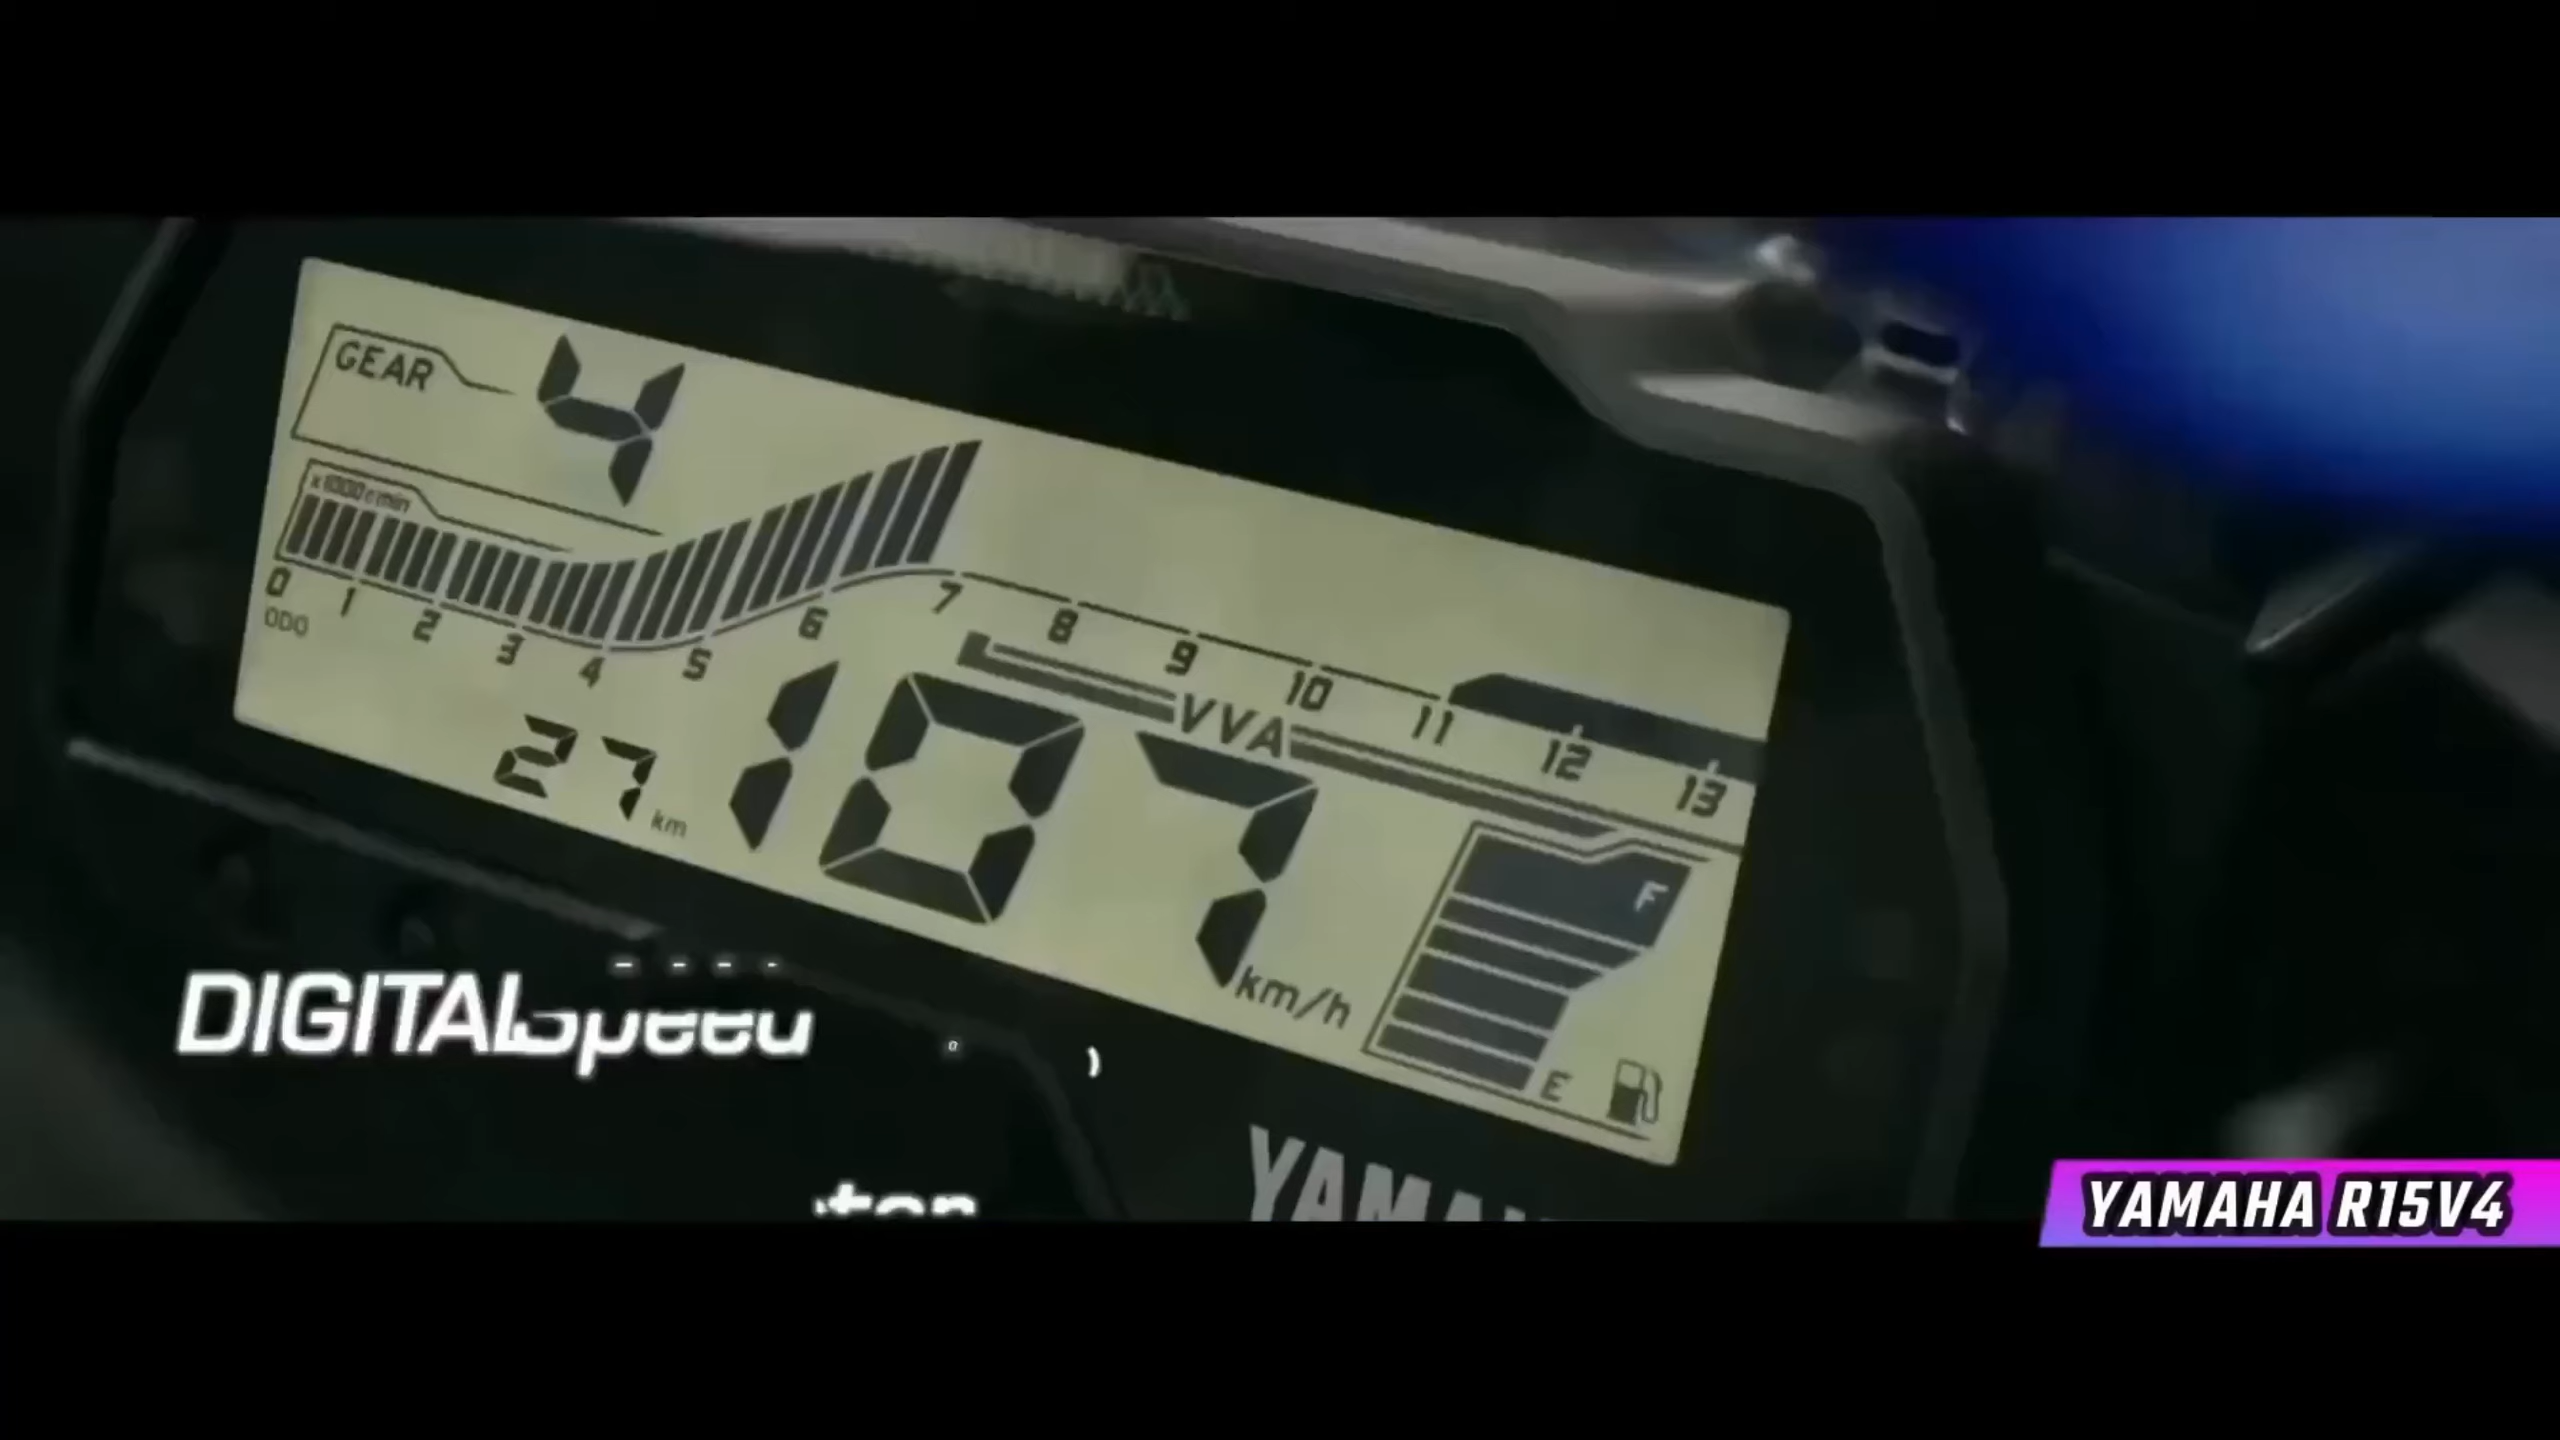 GEAR 4
x1000r/min
0 1 2 3 4 5 6 7 8 9 10 11 12 13
ODO
VVA
27 km
107 km/h
F
E
DIGITAL Speed
YAMAHA R15V4